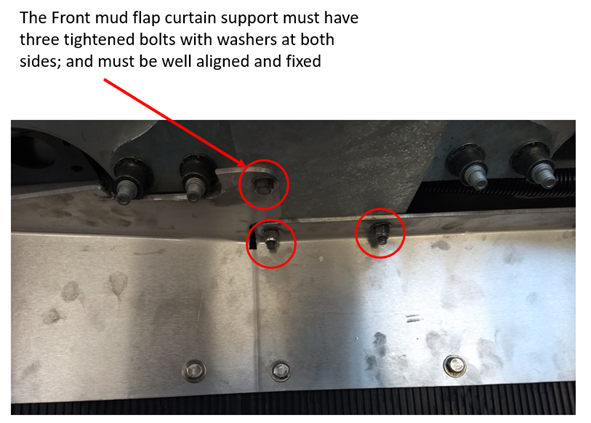 The Front mud flap curtain support must have
three tightened bolts with washers at both
sides; and must be well aligned and fixed